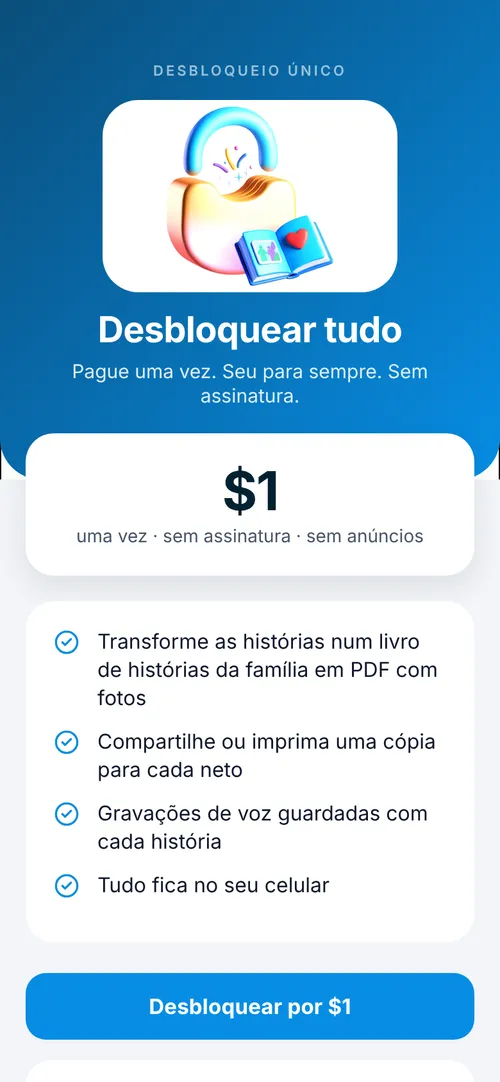 DESBLOQUEIO ÚNICO
Desbloquear tudo
Pague uma vez. Seu para sempre. Sem
assinatura.
$1
uma vez · sem assinatura · sem anúncios
Transforme as histórias num livro
de histórias da família em PDF com
fotos
Compartilhe ou imprima uma cópia
para cada neto
Gravações de voz guardadas com
cada história
Tudo fica no seu celular
Desbloquear por $1